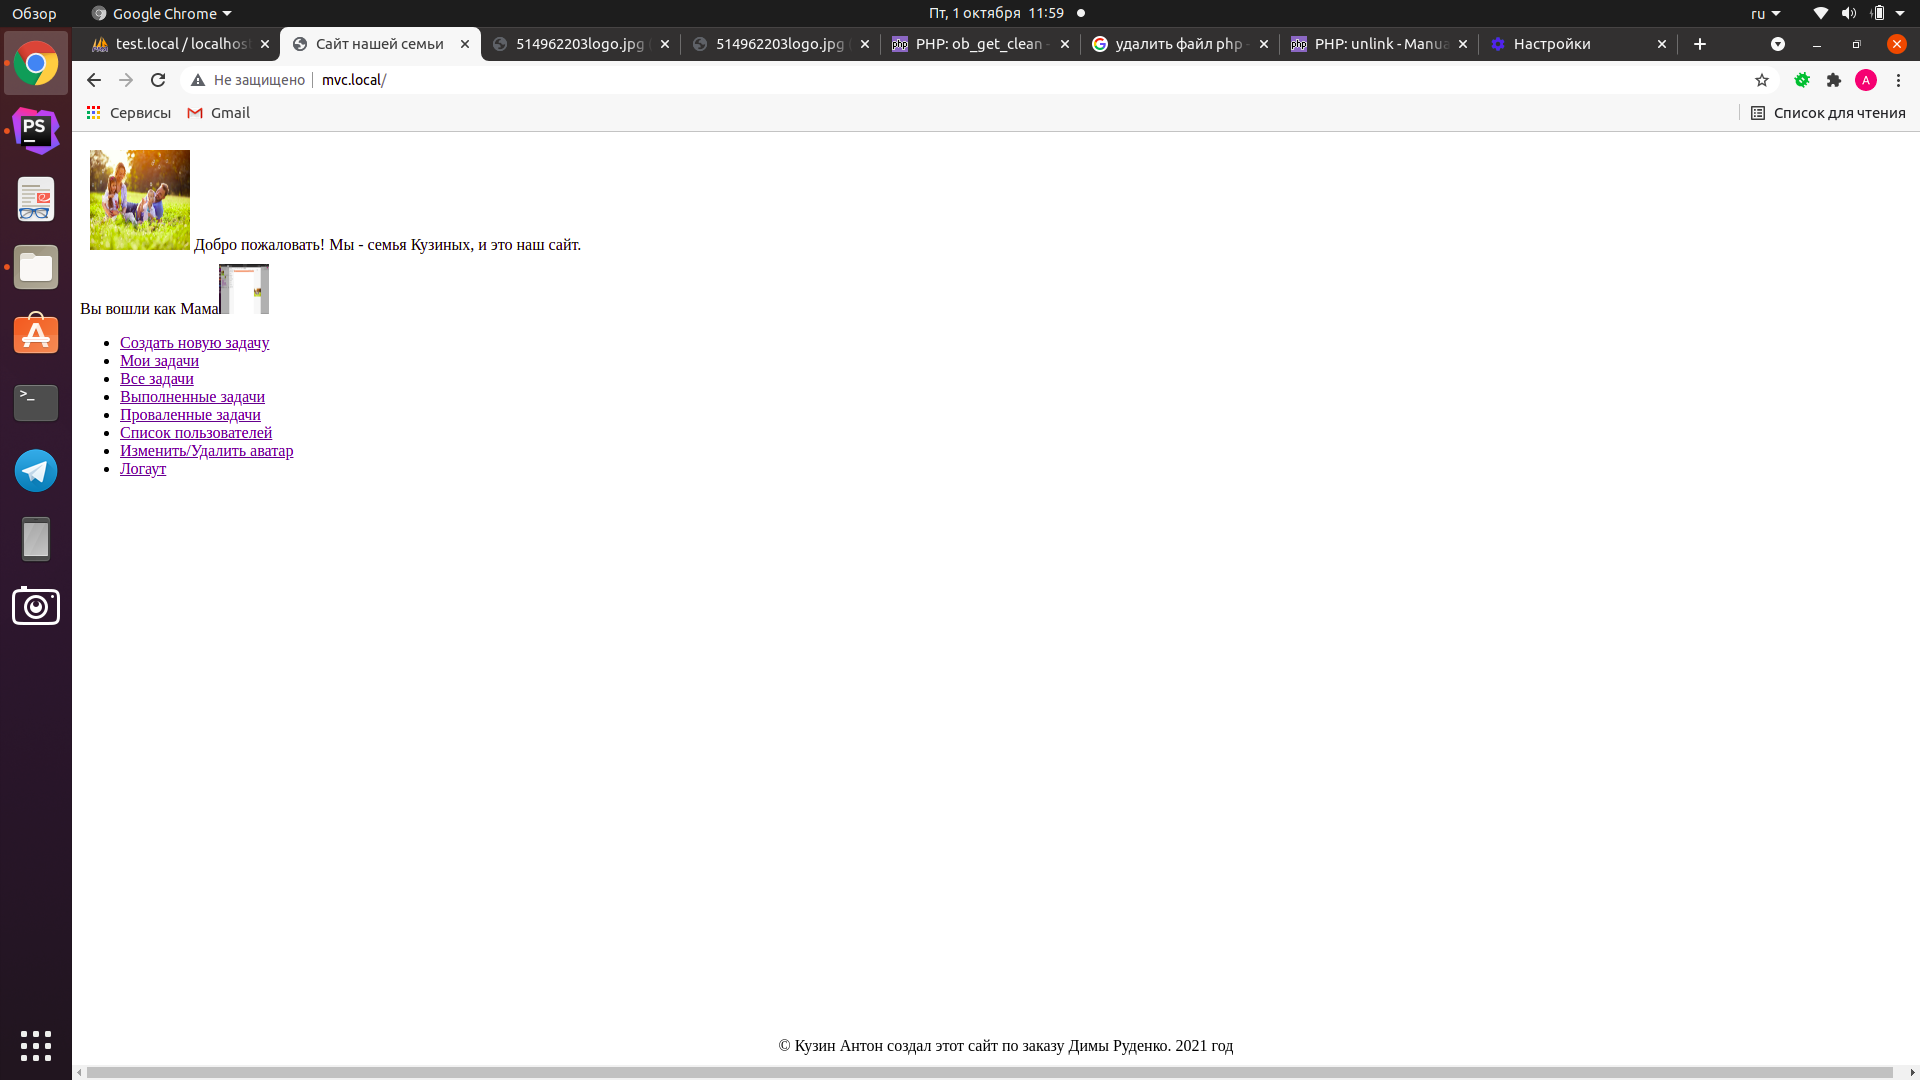 Обзор Google Chrome Пт, 1 октября 11:59 ru
test.local / localhos Сайт нашей семьи 514962203logo.jpg ( 514962203logo.jpg ( PHP: ob_get_clean - удалить файл php - PHP: unlink - Manua Настройки
Не защищено mvc.local/ A
Сервисы Gmail Список для чтения
PS
Добро пожаловать! Мы - семья Кузиных, и это наш сайт.
Вы вошли как Мама
Создать новую задачу
Мои задачи
Все задачи
Выполненные задачи
Проваленные задачи
Список пользователей
Изменить/Удалить аватар
Логаут
© Кузин Антон создал этот сайт по заказу Димы Руденко. 2021 год